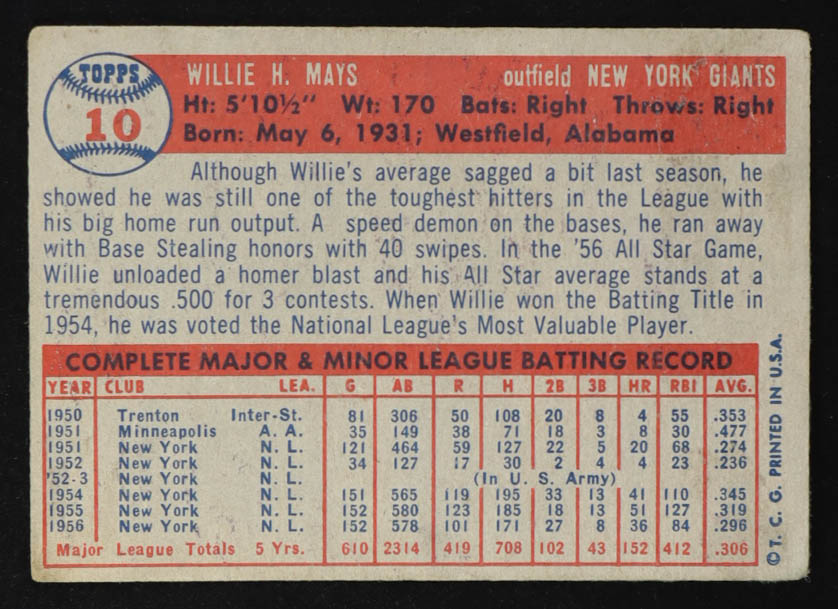 TOPPS
10
WILLIE H. MAYS outfield NEW YORK GIANTS
Ht: 5'10½" Wt: 170 Bats: Right Throws: Right
Born: May 6, 1931; Westfield, Alabama
Although Willie's average sagged a bit last season, he
showed he was still one of the toughest hitters in the League with
his big home run output. A speed demon on the bases, he ran away
with Base Stealing honors with 40 swipes. In the '56 All Star Game,
Willie unloaded a homer blast and his All Star average stands at a
tremendous .500 for 3 contests. When Willie won the Batting Title in
1954, he was voted the National League's Most Valuable Player.
COMPLETE MAJOR & MINOR LEAGUE BATTING RECORD
YEAR CLUB LEA. G AB R H 2B 3B HR RBI AVG.
1950 Trenton Inter-St. 81 306 50 108 20 8 4 55 .353
1951 Minneapolis A. A. 35 149 38 71 18 3 8 30 .477
1951 New York N. L. 121 464 59 127 22 5 20 68 .274
1952 New York N. L. 34 127 17 30 2 4 4 23 .236
'52-3 New York N. L. (In U. S. Army)
1954 New York N. L. 151 565 119 195 33 13 41 110 .345
1955 New York N. L. 152 580 123 185 18 13 51 127 .319
1956 New York N. L. 152 578 101 171 27 8 36 84 .296
Major League Totals 5 Yrs. 610 2314 419 708 102 43 152 412 .306
© T. C. G. PRINTED IN U.S.A.